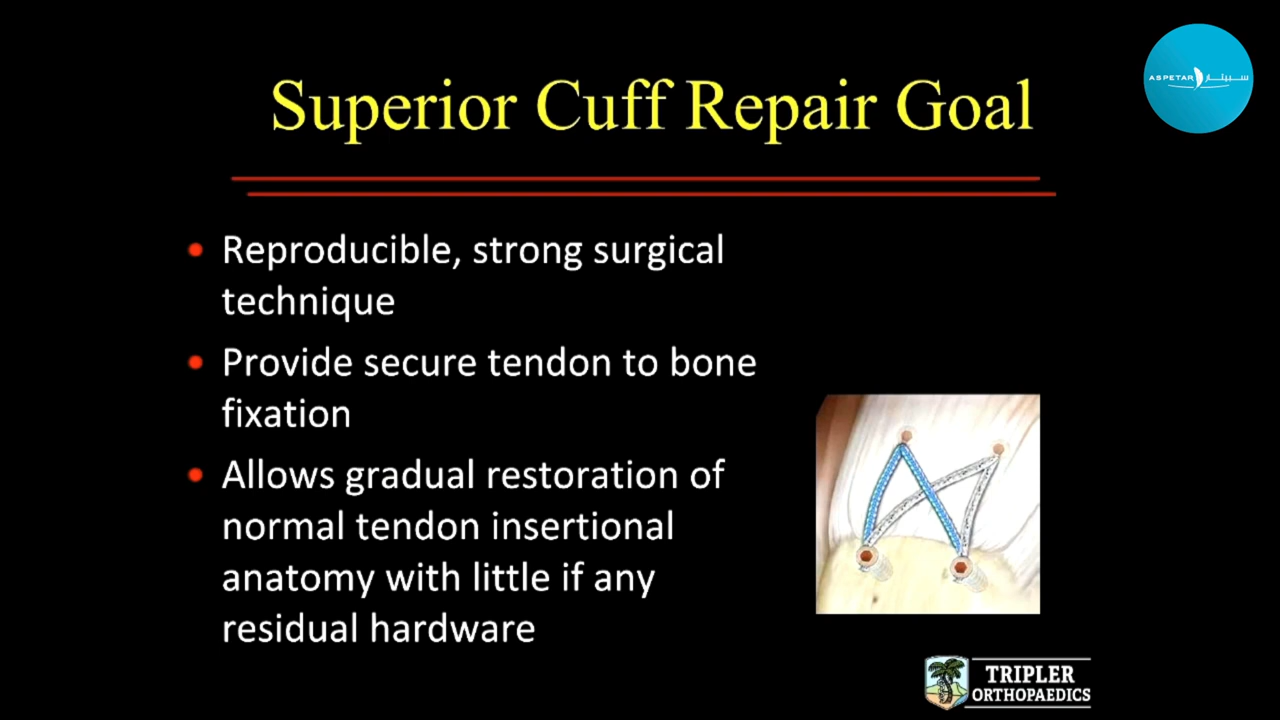 ASPETAR سبيتار
Superior Cuff Repair Goal
Reproducible, strong surgical
technique
Provide secure tendon to bone
fixation
Allows gradual restoration of
normal tendon insertional
anatomy with little if any
residual hardware
TRIPLER
ORTHOPAEDICS